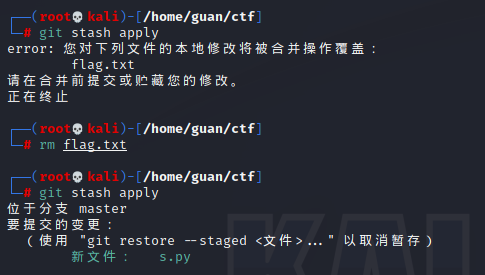 ┌──(root💀kali)-[/home/guan/ctf]
└─# git stash apply
error: 您对下列文件的本地修改将被合并操作覆盖：
        flag.txt
请在合并前提交或贮藏您的修改。
正在终止
┌──(root💀kali)-[/home/guan/ctf]
└─# rm flag.txt
┌──(root💀kali)-[/home/guan/ctf]
└─# git stash apply
位于分支 master
要提交的变更：
  （使用 "git restore --staged <文件>..." 以取消暂存）
        新文件：   s.py
KALI